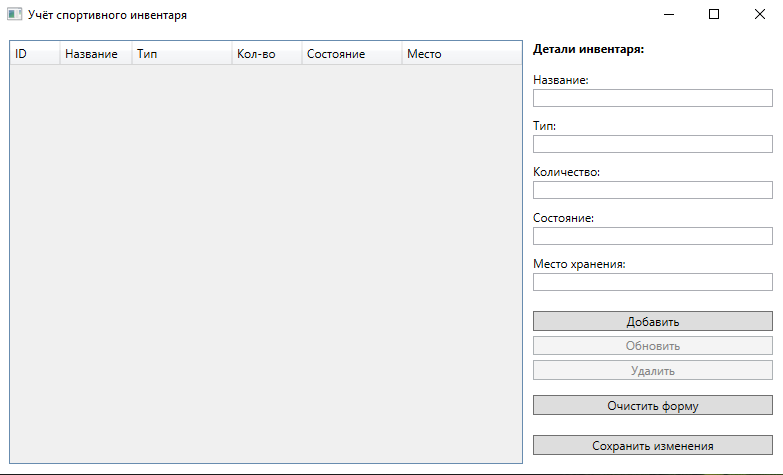 Учёт спортивного инвентаря
ID Название Тип Кол-во Состояние Место
Детали инвентаря:
Название:
Тип:
Количество:
Состояние:
Место хранения:
Добавить
Обновить
Удалить
Очистить форму
Сохранить изменения